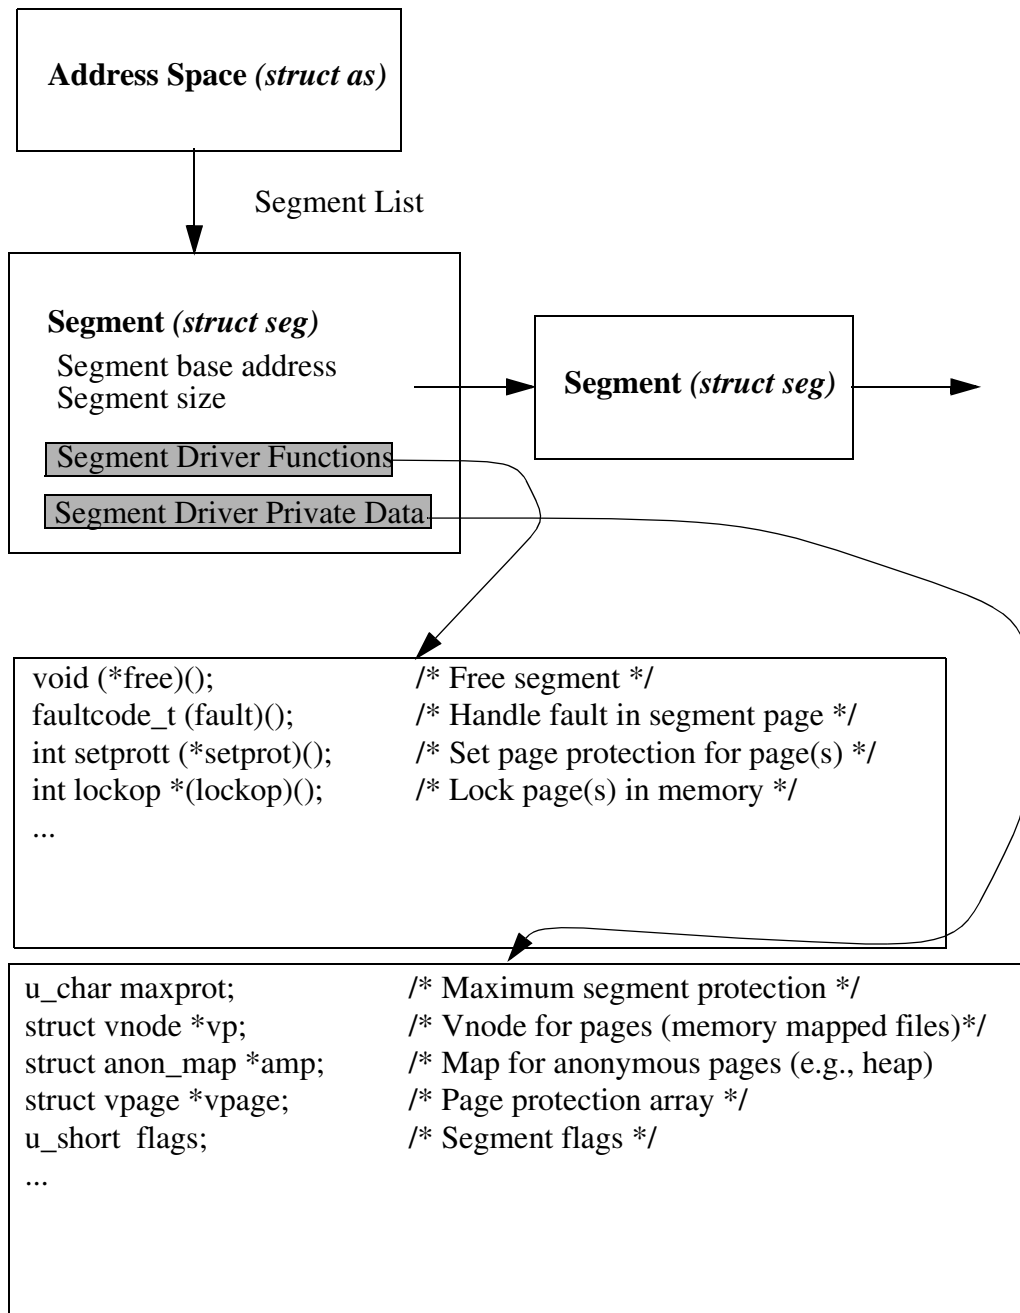 Address Space (struct as)
Segment List
Segment (struct seg)
Segment base address
Segment size
Segment Driver Functions
Segment Driver Private Data
Segment (struct seg)
void (*free)(); /* Free segment */
faultcode_t (fault)(); /* Handle fault in segment page */
int setprott (*setprot)(); /* Set page protection for page(s) */
int lockop *(lockop)(); /* Lock page(s) in memory */
...
u_char maxprot; /* Maximum segment protection */
struct vnode *vp; /* Vnode for pages (memory mapped files)*/
struct anon_map *amp; /* Map for anonymous pages (e.g., heap)
struct vpage *vpage; /* Page protection array */
u_short flags; /* Segment flags */
...